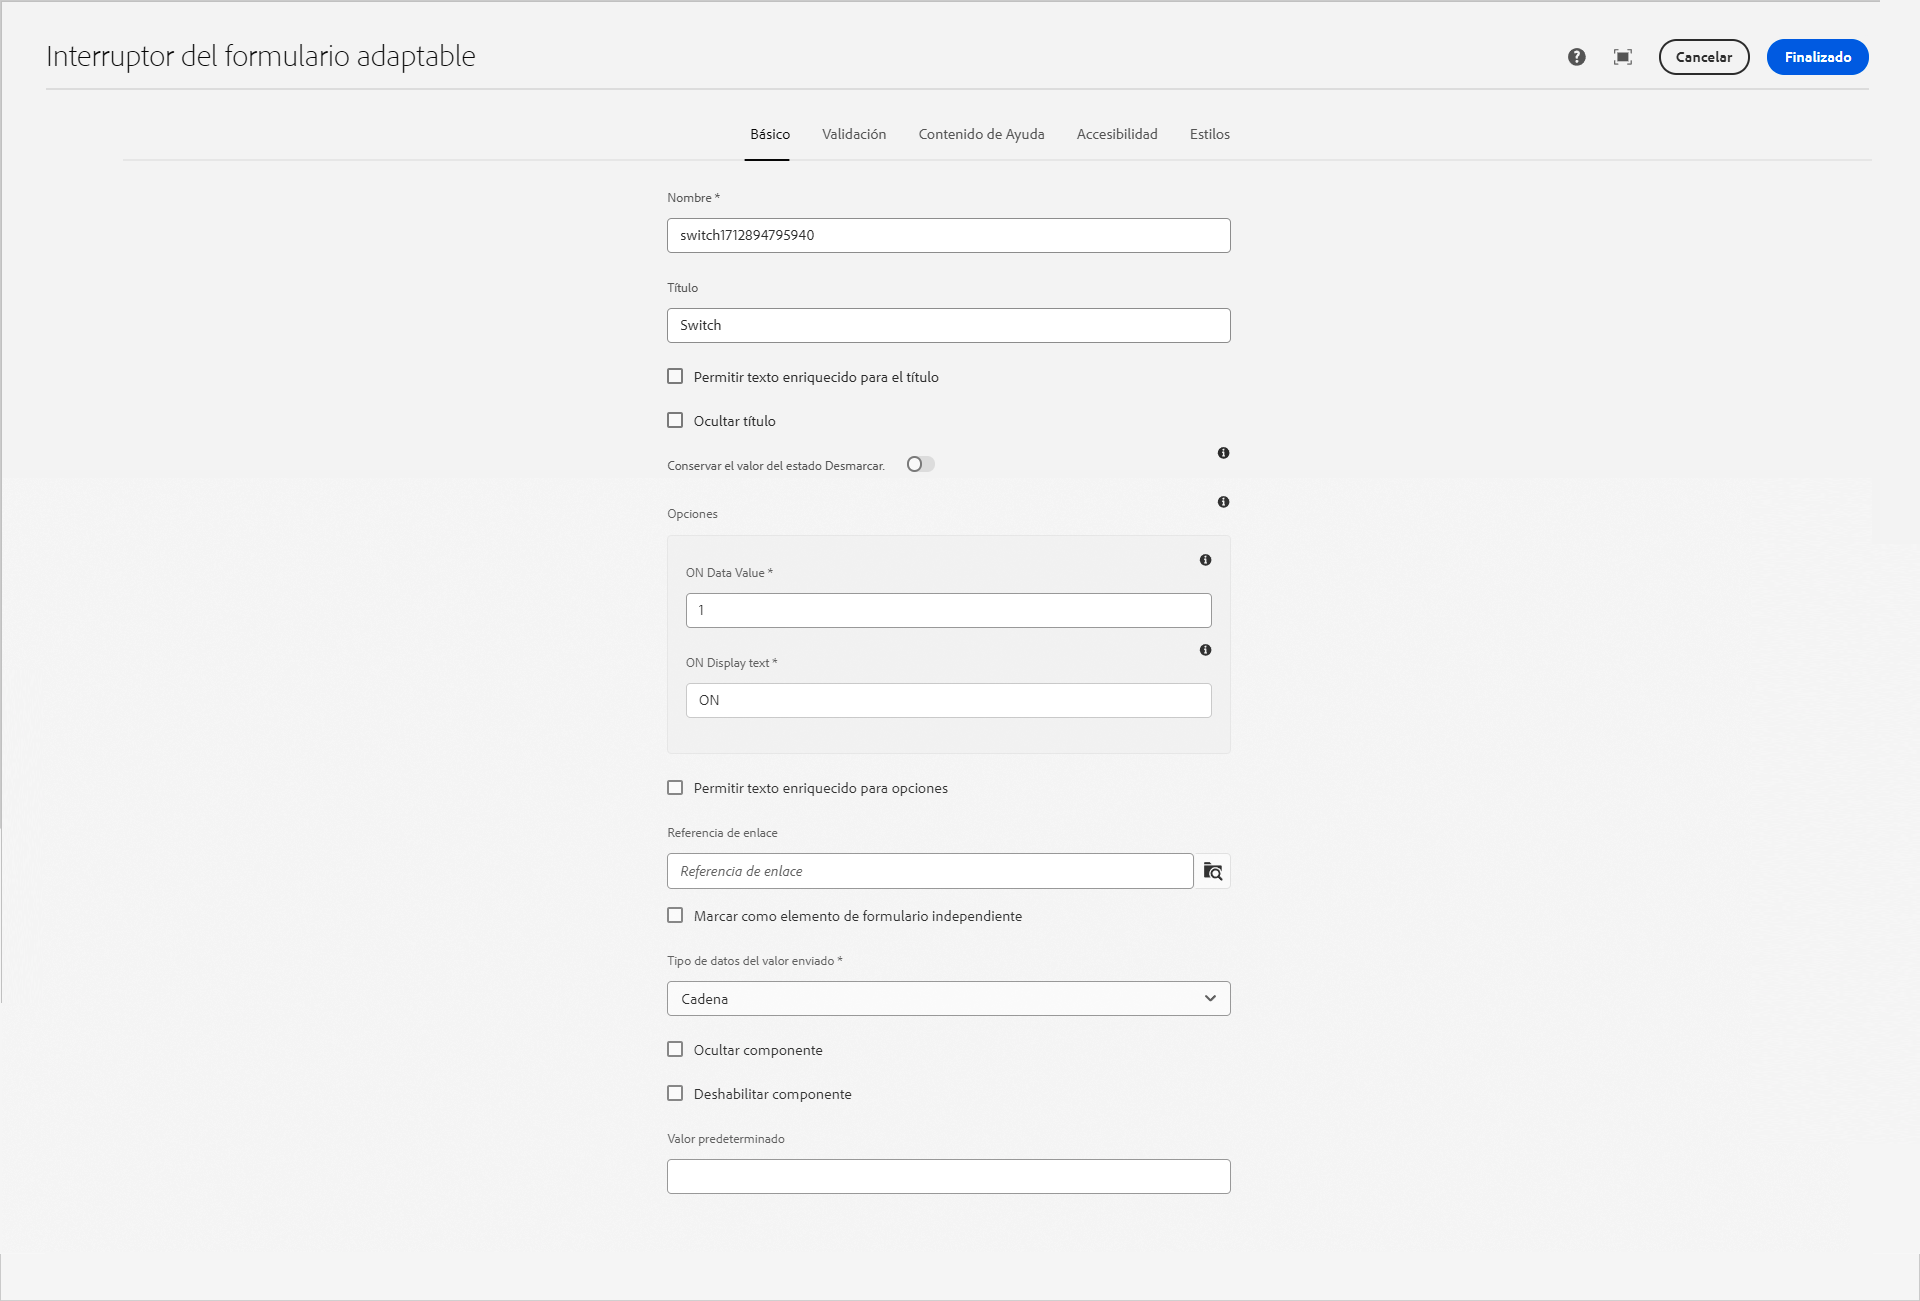 Interruptor del formulario adaptable
Cancelar
Finalizado
Básico
Validación
Contenido de Ayuda
Accesibilidad
Estilos
Nombre *
switch1712894795940
Título
Switch
Permitir texto enriquecido para el título
Ocultar título
Conservar el valor del estado Desmarcar.
Opciones
ON Data Value *
1
ON Display text *
ON
Permitir texto enriquecido para opciones
Referencia de enlace
Referencia de enlace
Marcar como elemento de formulario independiente
Tipo de datos del valor enviado *
Cadena
Ocultar componente
Deshabilitar componente
Valor predeterminado